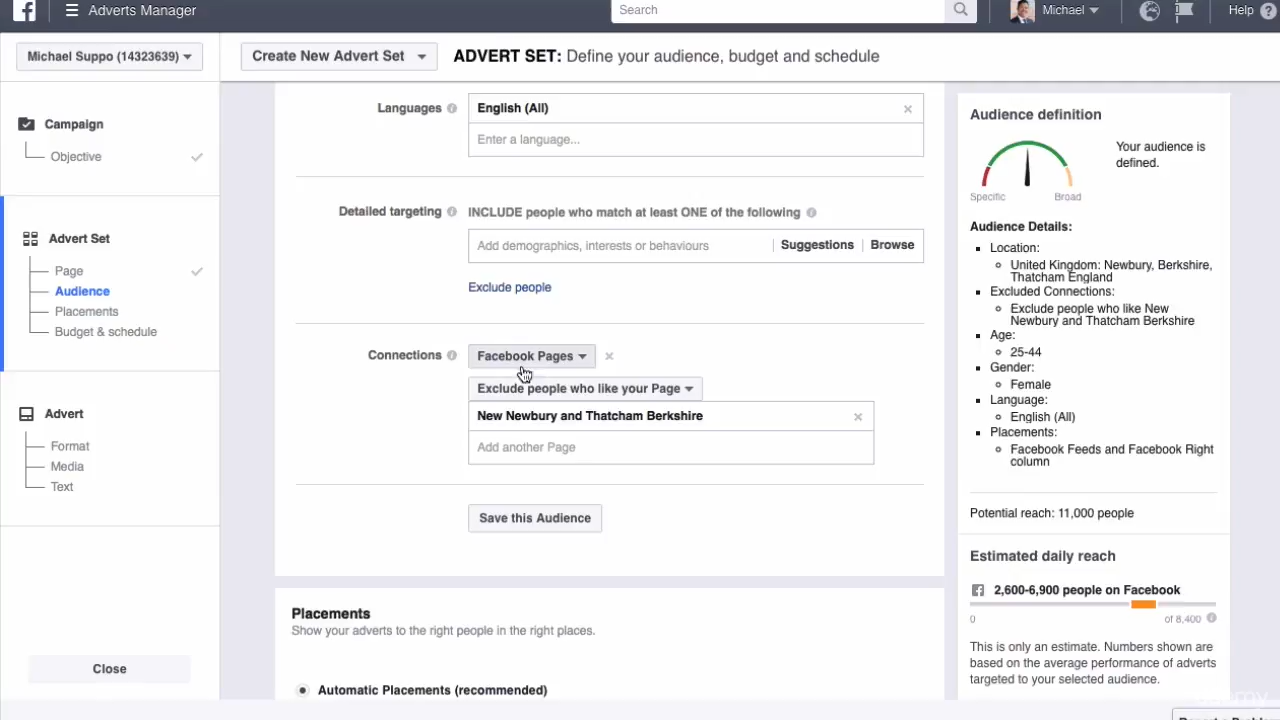 f
Adverts Manager
Search
Michael
Help ?
Michael Suppo (14323639)
Create New Advert Set
ADVERT SET: Define your audience, budget and schedule
Campaign
Objective
Advert Set
Page
Audience
Placements
Budget & schedule
Advert
Format
Media
Text
Close
Languages
English (All)
Enter a language...
Detailed targeting
INCLUDE people who match at least ONE of the following
Add demographics, interests or behaviours
Suggestions
Browse
Exclude people
Connections
Facebook Pages
Exclude people who like your Page
New Newbury and Thatcham Berkshire
Add another Page
Save this Audience
Placements
Show your adverts to the right people in the right places.
Automatic Placements (recommended)
Audience definition
Specific
Broad
Your audience is
defined.
Audience Details:
Location:
United Kingdom: Newbury, Berkshire,
Thatcham England
Excluded Connections:
Exclude people who like New
Newbury and Thatcham Berkshire
Age:
25-44
Gender:
Female
Language:
English (All)
Placements:
Facebook Feeds and Facebook Right
column
Potential reach: 11,000 people
Estimated daily reach
2,600-6,900 people on Facebook
0
of 8,400
This is only an estimate. Numbers shown are
based on the average performance of adverts
targeted to your selected audience.